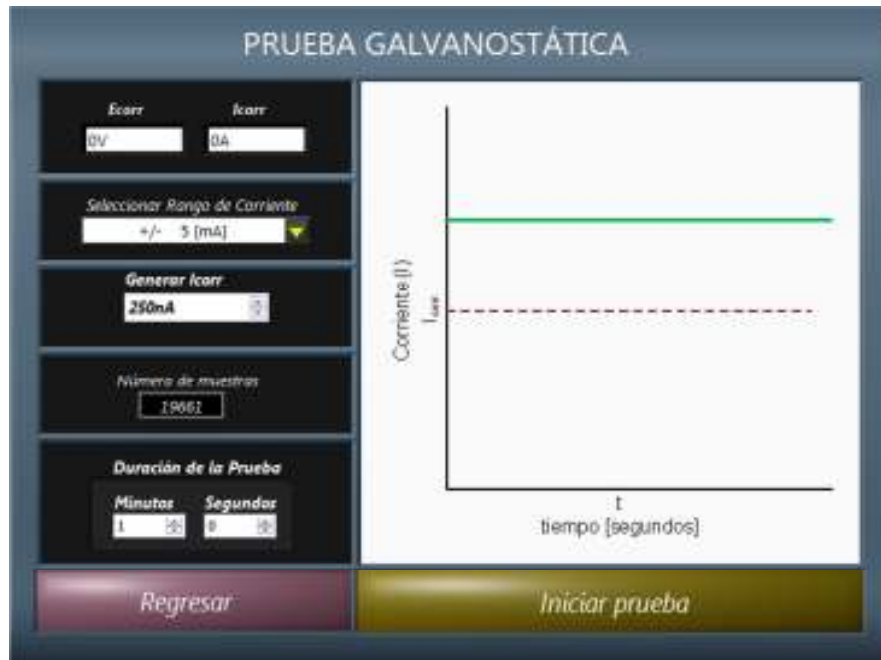 PRUEBA GALVANOSTÁTICA
Ecorr Icorr
0V 0A
Seleccionar Rango de Corriente
+/- 5 [mA]
Generar Icorr
250nA
Número de muestras
19661
Duración de la Prueba
Minutos Segundos
1 0
Corriente (I)
t
tiempo [segundos]
Regresar
Iniciar prueba